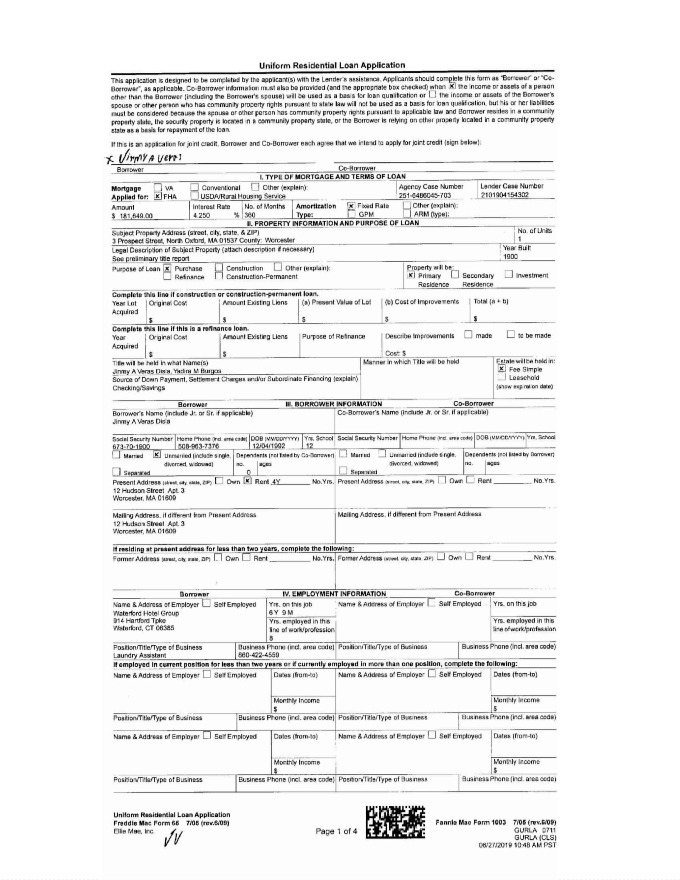 Uniform Residential Loan Application
This application is designed to be completed by the applicant(s) with the Lender's assistance. Applicants should complete this form as "Borrower" or "Co-
Borrower", as applicable. Co-Borrower information must also be provided (and the appropriate box checked) when ☒ the income or assets of a person
other than the Borrower (including the Borrower's spouse) will be used as a basis for loan qualification or ☐ the income or assets of the Borrower's
spouse or other person who has community property rights pursuant to state law will not be used as a basis for loan qualification, but his or her liabilities
must be considered because the spouse or other person has community property rights pursuant to applicable law and Borrower resides in a community
property state, the security property is located in a community property state, or the Borrower is relying on other property located in a community property
state as a basis for repayment of the loan.
If this is an application for joint credit, Borrower and Co-Borrower each agree that we intend to apply for joint credit (sign below):
X Jinmy A Veras
Borrower Co-Borrower
I. TYPE OF MORTGAGE AND TERMS OF LOAN
Mortgage ☐ VA ☐ Conventional ☐ Other (explain): Agency Case Number Lender Case Number
Applied for: ☒ FHA ☐ USDA/Rural Housing Service 251-6486045-703 2101904154302
Amount Interest Rate No. of Months Amortization ☒ Fixed Rate ☐ Other (explain):
$ 181,649.00 4.250 % 360 Type: ☐ GPM ☐ ARM (type):
II. PROPERTY INFORMATION AND PURPOSE OF LOAN
Subject Property Address (street, city, state, & ZIP) No. of Units
3 Prospect Street, North Oxford, MA 01537 County: Worcester 1
Legal Description of Subject Property (attach description if necessary) Year Built
See preliminary title report 1900
Purpose of Loan ☒ Purchase ☐ Construction ☐ Other (explain): Property will be:
☐ Refinance ☐ Construction-Permanent ☒ Primary Residence ☐ Secondary Residence ☐ Investment
Complete this line if construction or construction-permanent loan.
Year Lot Original Cost Amount Existing Liens (a) Present Value of Lot (b) Cost of Improvements Total (a + b)
Acquired
$ $ $ $ $
Complete this line if this is a refinance loan.
Year Original Cost Amount Existing Liens Purpose of Refinance Describe Improvements ☐ made ☐ to be made
Acquired
$ $ Cost: $
Title will be held in what Name(s) Manner in which Title will be held Estate will be held in:
Jinmy A Veras Disla, Yadira M Burgos ☒ Fee Simple
Source of Down Payment, Settlement Charges and/or Subordinate Financing (explain) ☐ Leasehold
Checking/Savings (show expiration date)
Borrower III. BORROWER INFORMATION Co-Borrower
Borrower's Name (include Jr. or Sr. if applicable) Co-Borrower's Name (include Jr. or Sr. if applicable)
Jinmy A Veras Disla
Social Security Number Home Phone (incl. area code) DOB (MM/DD/YYYY) Yrs. School Social Security Number Home Phone (incl. area code) DOB (MM/DD/YYYY) Yrs. School
673-70-1900 508-963-7376 12/04/1992 12
☐ Married ☒ Unmarried (include single, Dependents (not listed by Co-Borrower) ☐ Married ☐ Unmarried (include single, Dependents (not listed by Borrower)
divorced, widowed) no. ages divorced, widowed) no. ages
☐ Separated 0 ☐ Separated
Present Address (street, city, state, ZIP) ☐ Own ☒ Rent 4Y No. Yrs. Present Address (street, city, state, ZIP) ☐ Own ☐ Rent No. Yrs.
12 Hudson Street Apt. 3
Worcester, MA 01609
Mailing Address, if different from Present Address Mailing Address, if different from Present Address
12 Hudson Street Apt. 3
Worcester, MA 01609
If residing at present address for less than two years, complete the following:
Former Address (street, city, state, ZIP) ☐ Own ☐ Rent No. Yrs. Former Address (street, city, state, ZIP) ☐ Own ☐ Rent No. Yrs.
Borrower IV. EMPLOYMENT INFORMATION Co-Borrower
Name & Address of Employer ☐ Self Employed Yrs. on this job Name & Address of Employer ☐ Self Employed Yrs. on this job
Waterford Hotel Group 6Y 9M
914 Hartford Tpke Yrs. employed in this Yrs. employed in this
Waterford, CT 06385 line of work/profession line of work/profession
$
Position/Title/Type of Business Business Phone (incl. area code) Position/Title/Type of Business Business Phone (incl. area code)
Laundry Assistant 860-422-4559
If employed in current position for less than two years or if currently employed in more than one position, complete the following:
Name & Address of Employer ☐ Self Employed Dates (from-to) Name & Address of Employer ☐ Self Employed Dates (from-to)
Monthly Income Monthly Income
$ $
Position/Title/Type of Business Business Phone (incl. area code) Position/Title/Type of Business Business Phone (incl. area code)
Name & Address of Employer ☐ Self Employed Dates (from-to) Name & Address of Employer ☐ Self Employed Dates (from-to)
Monthly Income Monthly Income
$ $
Position/Title/Type of Business Business Phone (incl. area code) Position/Title/Type of Business Business Phone (incl. area code)
Uniform Residential Loan Application
Freddie Mac Form 65 7/05 (rev.6/09) Fannie Mae Form 1003 7/05 (rev.6/09)
Ellie Mae, Inc. Page 1 of 4 GURLA 0711
JV GURLA (CLS)
06/27/2019 10:48 AM PST